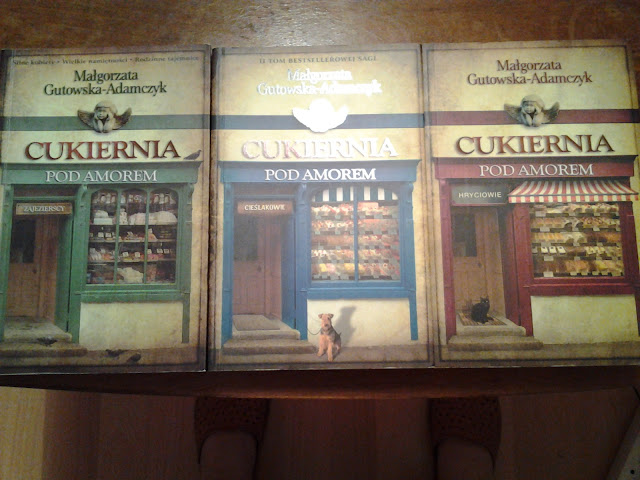 Silne kobiety • Wielkie namiętności • Rodzinne tajemnice
Małgorzata
Gutowska-Adamczyk
CUKIERNIA
POD AMOREM
ZAJEZIERSCY
II TOM BESTSELLEROWEJ SAGI
Małgorzata
Gutowska-Adamczyk
CUKIERNIA
POD AMOREM
CIEŚLAKOWIE
Małgorzata
Gutowska-Adamczyk
CUKIERNIA
POD AMOREM
HRYCIOWIE